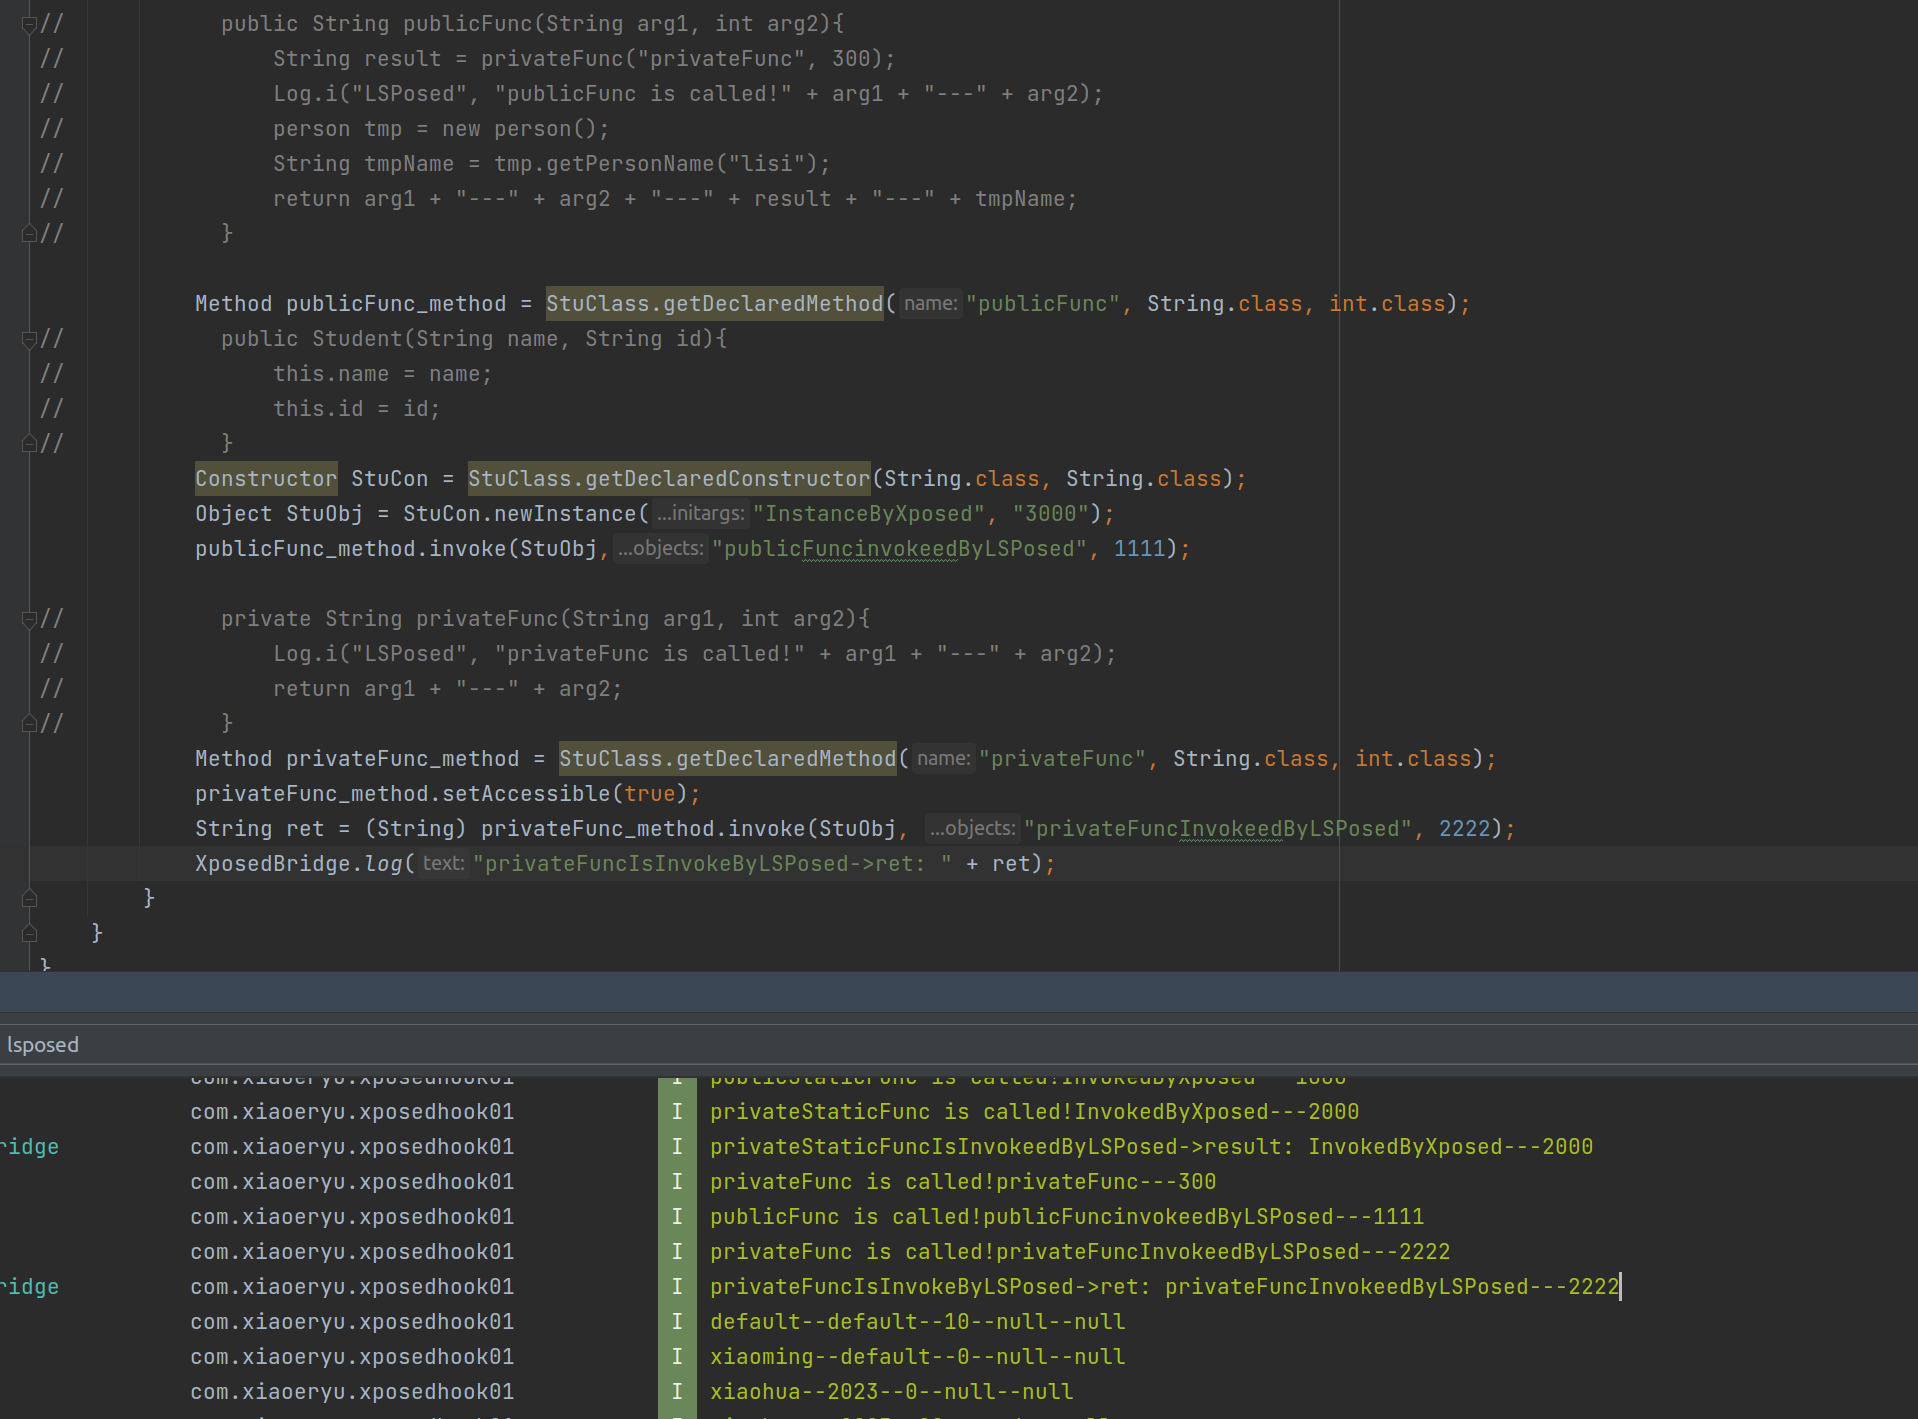 //            public String publicFunc(String arg1, int arg2){
//                String result = privateFunc("privateFunc", 300);
//                Log.i("LSPosed", "publicFunc is called!" + arg1 + "---" + arg2);
//                person tmp = new person();
//                String tmpName = tmp.getPersonName("lisi");
//                return arg1 + "---" + arg2 + "---" + result + "---" + tmpName;
//            }
Method publicFunc_method = StuClass.getDeclaredMethod( name: "publicFunc", String.class, int.class);
//            public Student(String name, String id){
//                this.name = name;
//                this.id = id;
//            }
Constructor StuCon = StuClass.getDeclaredConstructor(String.class, String.class);
Object StuObj = StuCon.newInstance( ...initargs: "InstanceByXposed", "3000");
publicFunc_method.invoke(StuObj, ...objects: "publicFuncinvokeedByLSPosed", 1111);
//            private String privateFunc(String arg1, int arg2){
//                Log.i("LSPosed", "privateFunc is called!" + arg1 + "---" + arg2);
//                return arg1 + "---" + arg2;
//            }
Method privateFunc_method = StuClass.getDeclaredMethod( name: "privateFunc", String.class, int.class);
privateFunc_method.setAccessible(true);
String ret = (String) privateFunc_method.invoke(StuObj, ...objects: "privateFuncInvokeedByLSPosed", 2222);
XposedBridge.log( text: "privateFuncIsInvokeByLSPosed->ret: " + ret);
}
}
}
lsposed
com.xiaoeryu.xposedhook01 I publicStaticFunc is called!InvokedByXposed---1000
com.xiaoeryu.xposedhook01 I privateStaticFunc is called!InvokedByXposed---2000
ridge com.xiaoeryu.xposedhook01 I privateStaticFuncIsInvokeedByLSPosed->result: InvokedByXposed---2000
com.xiaoeryu.xposedhook01 I privateFunc is called!privateFunc---300
com.xiaoeryu.xposedhook01 I publicFunc is called!publicFuncinvokeedByLSPosed---1111
com.xiaoeryu.xposedhook01 I privateFunc is called!privateFuncInvokeedByLSPosed---2222
ridge com.xiaoeryu.xposedhook01 I privateFuncIsInvokeByLSPosed->ret: privateFuncInvokeedByLSPosed---2222
com.xiaoeryu.xposedhook01 I default--default--10--null--null
com.xiaoeryu.xposedhook01 I xiaoming--default--0--null--null
com.xiaoeryu.xposedhook01 I xiaohua--2023--0--null--null